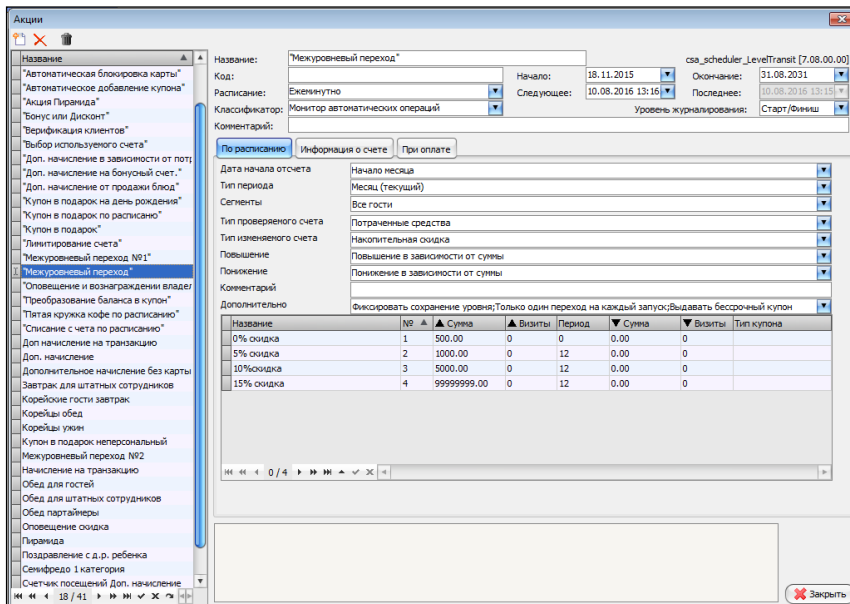 Акции
Название
"Автоматическая блокировка карты"
"Автоматическое добавление купона"
"Акция Пирамида"
"Бонус или Дисконт"
"Верификация клиентов"
"Выбор используемого счета"
"Доп. начисление в зависимости от потр
"Доп. начисление на бонусный счет."
"Доп. начисление от продажи блюд"
"Купон в подарок на день рождения"
"Купон в подарок по расписаню"
"Купон в подарок"
"Линитирование счета"
"Межуровневый переход №1"
"Межуровневый переход"
"Оповещение и вознаграждении владел
"Преобразование баланса в купон"
"Пятая кружка кофе по расписанию"
"Списание с чета по расписанию"
Доп начисление на транзакцию
Доп. начисление
Дополнительное начисление без карты
Завтрак для штатных сотрудников
Корейские гости завтрак
Корейцы обед
Корейцы ужин
Купон в подарок неперсональный
Межуровневый переход №2
Начисление на транзакцию
Обед для гостей
Обед для штатных сотрудников
Обед партаймеры
Оповещение скидка
Пирамида
Поздравление с д.р. ребенка
Семифредо 1 категория
Счетчик посещений Доп. начисление
18 / 41
Название: "Межуровневый переход" csa_scheduler_LevelTransit [7.08.00.00]
Код: Начало: 18.11.2015 Окончание: 31.08.2031
Расписание: Ежеминутно Следующее: 10.08.2016 13:16 Последнее: 10.08.2016 13:15
Классификатор: Монитор автоматических операций Уровень журналирования: Старт/Финиш
Комментарий:
По расписанию Информация о счете При оплате
Дата начала отсчета Начало месяца
Тип периода Месяц (текущий)
Сегменты Все гости
Тип проверяемого счета Потраченные средства
Тип изменяемого счета Накопительная скидка
Повышение Повышение в зависимости от суммы
Понижение Понижение в зависимости от суммы
Комментарий
Дополнительно Фиксировать сохранение уровня;Только один переход на каждый запуск;Выдавать бессрочный купон
Название № ▲ Сумма ▲ Визиты Период ▼ Сумма ▼ Визиты Тип купона
0% скидка 1 500.00 0 0 0.00 0
5% скидка 2 1000.00 0 12 0.00 0
10%скидка 3 5000.00 0 12 0.00 0
15% скидка 4 99999999.00 0 12 0.00 0
0 / 4
Закрыть